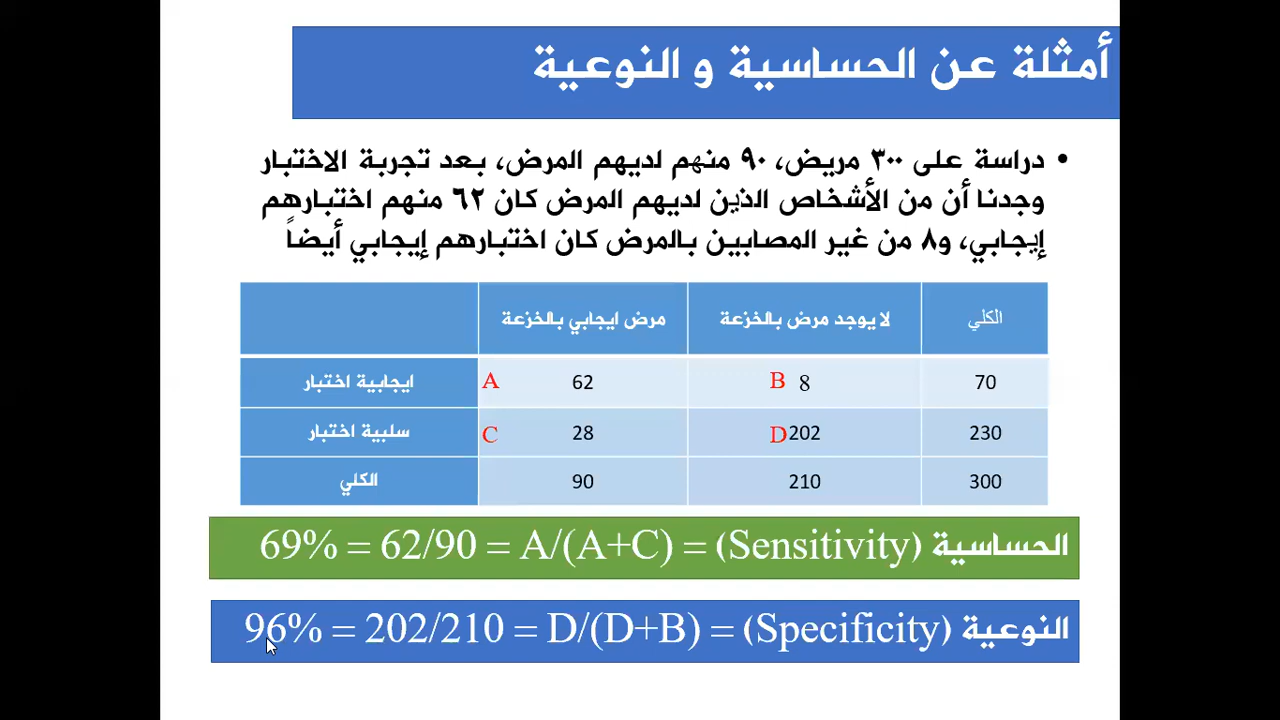 أمثلة عن الحساسية و النوعية
• دراسة على ٣٠٠ مريض، ٩٠ منهم لديهم المرض، بعد تجربة الاختبار
وجدنا أن من الأشخاص الذين لديهم المرض كان ٦٢ منهم اختبارهم
إيجابي، و٨ من غير المصابين بالمرض كان اختبارهم إيجابي أيضاً
مرض ايجابي بالخزعة لا يوجد مرض بالخزعة الكلي
ايجابية اختبار A 62 B 8 70
سلبية اختبار C 28 D 202 230
الكلي 90 210 300
الحساسية (Sensitivity) = A/(A+C) = 62/90 = 69%
النوعية (Specificity) = D/(D+B) = 202/210 = 96%